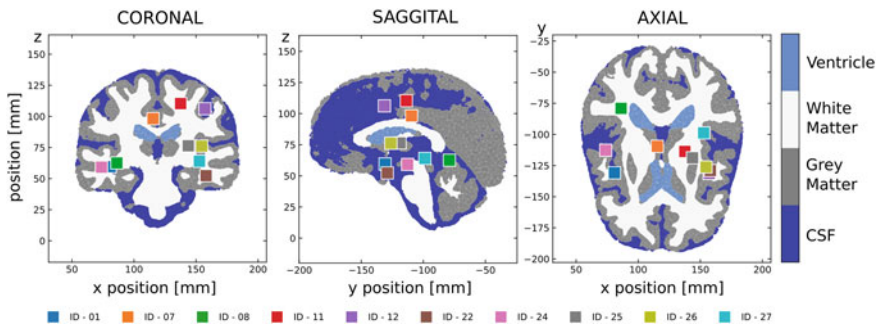 CORONAL
SAGGITAL
AXIAL
z
z
y
150
125
100
75
50
25
0
position [mm]
50 100 150 200
x position [mm]
150
125
100
75
50
25
0
−200 −150 −100 −50
y position [mm]
−25
−50
−75
−100
−125
−150
−175
−200
50 100 150 200
x position [mm]
Ventricle
White
Matter
Grey
Matter
CSF
ID - 01 ID - 07 ID - 08 ID - 11 ID - 12 ID - 22 ID - 24 ID - 25 ID - 26 ID - 27